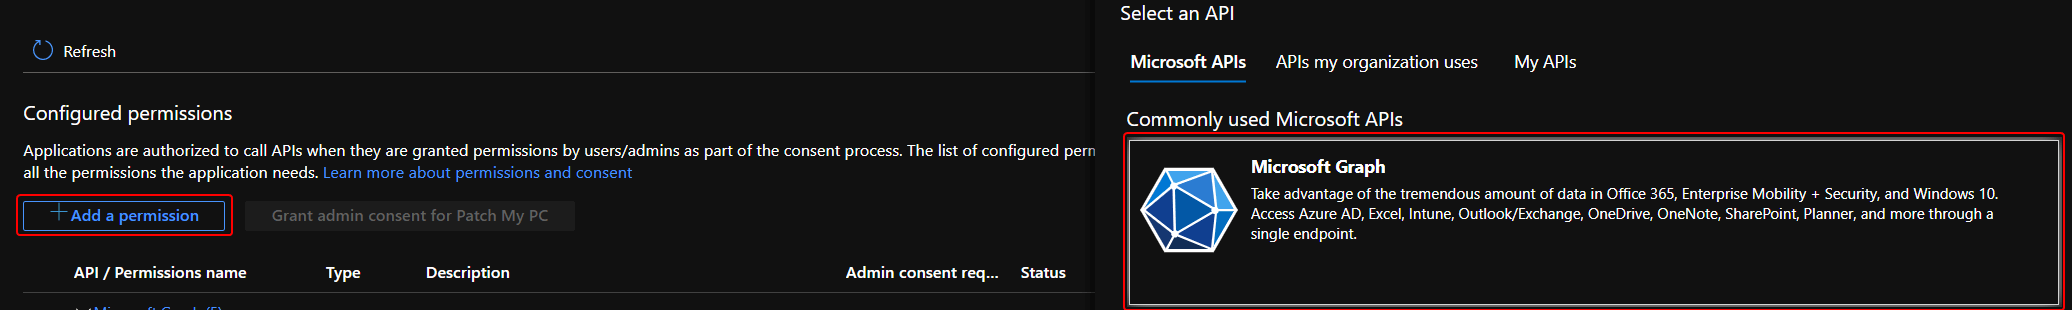 Refresh
Configured permissions
Applications are authorized to call APIs when they are granted permissions by users/admins as part of the consent process. The list of configured
all the permissions the application needs. Learn more about permissions and consent
Add a permission
Grant admin consent for Patch My PC
API / Permissions name Type Description Admin consent req... Status
Select an API
Microsoft APIs APIs my organization uses My APIs
Commonly used Microsoft APIs
Microsoft Graph
Take advantage of the tremendous amount of data in Office 365, Enterprise Mobility + Security, and Windows 10.
Access Azure AD, Excel, Intune, Outlook/Exchange, OneDrive, OneNote, SharePoint, Planner, and more through a
single endpoint.